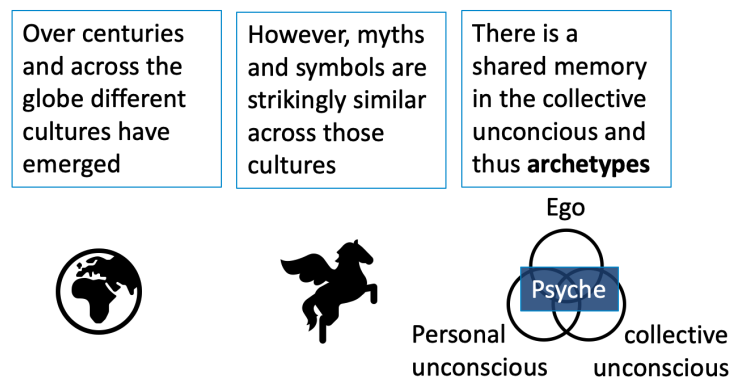 Over centuries
and across the
globe different
cultures have
emerged
However, myths
and symbols are
strikingly similar
across those
cultures
There is a
shared memory
in the collective
unconcious and
thus archetypes
Ego
Psyche
Personal
unconscious
collective
unconscious